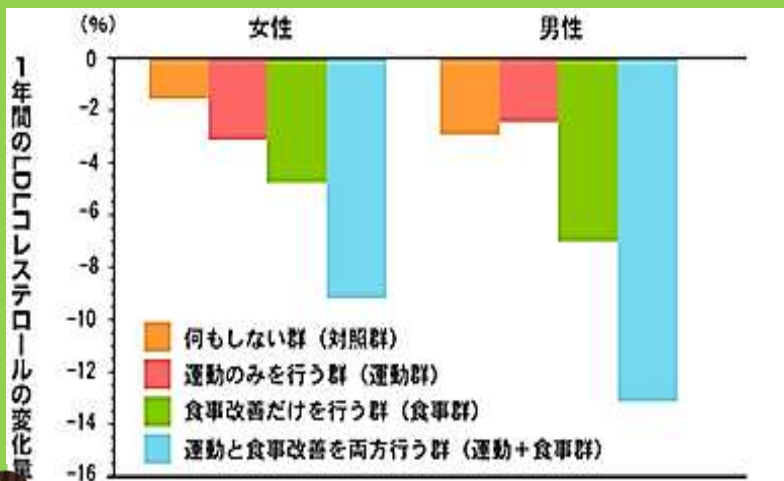 (%)
女性
男性
1年間のLDLコレステロールの変化量
0
-2
-4
-6
-8
-10
-12
-14
-16
何もしない群（対照群）
運動のみを行う群（運動群）
食事改善だけを行う群（食事群）
運動と食事改善を両方行う群（運動＋食事群）